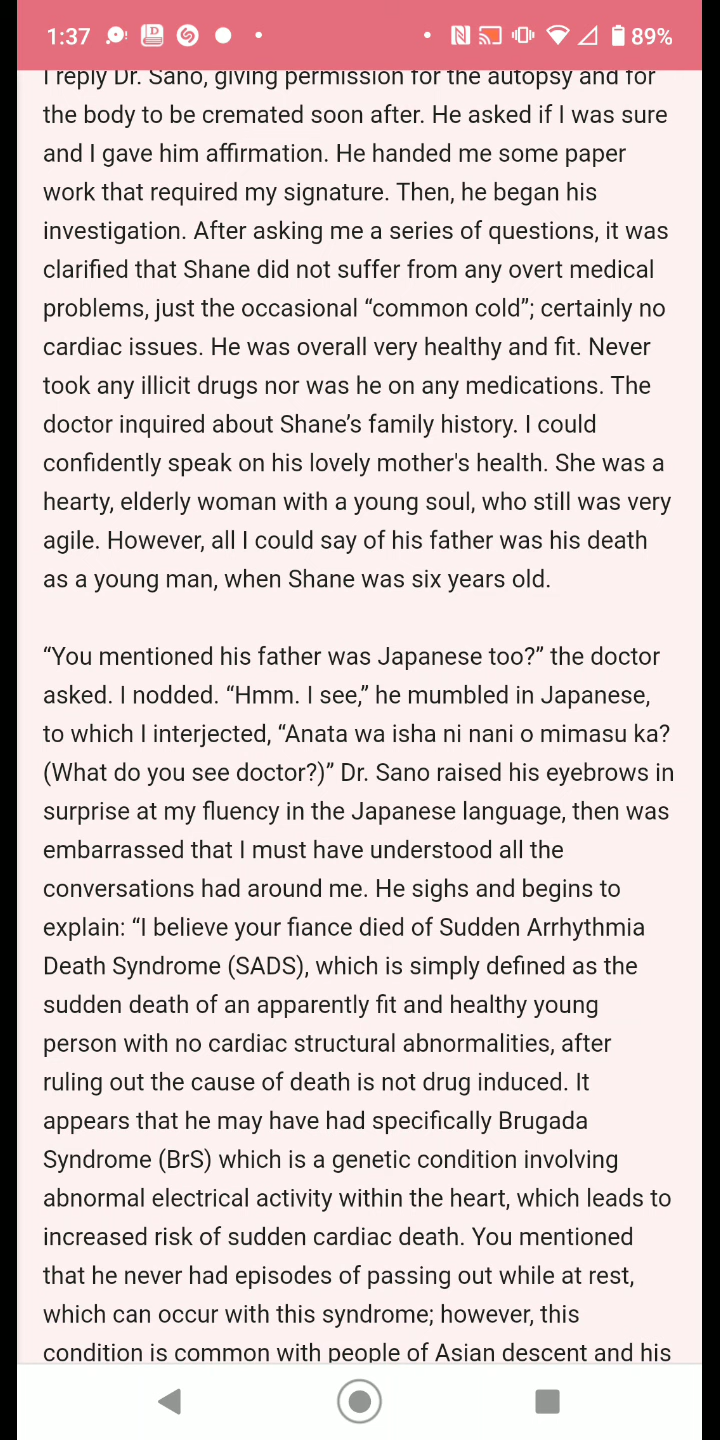 1:37
89%
I reply Dr. Sano, giving permission for the autopsy and for
the body to be cremated soon after. He asked if I was sure
and I gave him affirmation. He handed me some paper
work that required my signature. Then, he began his
investigation. After asking me a series of questions, it was
clarified that Shane did not suffer from any overt medical
problems, just the occasional “common cold”; certainly no
cardiac issues. He was overall very healthy and fit. Never
took any illicit drugs nor was he on any medications. The
doctor inquired about Shane’s family history. I could
confidently speak on his lovely mother's health. She was a
hearty, elderly woman with a young soul, who still was very
agile. However, all I could say of his father was his death
as a young man, when Shane was six years old.
“You mentioned his father was Japanese too?” the doctor
asked. I nodded. “Hmm. I see,” he mumbled in Japanese,
to which I interjected, “Anata wa isha ni nani o mimasu ka?
(What do you see doctor?)” Dr. Sano raised his eyebrows in
surprise at my fluency in the Japanese language, then was
embarrassed that I must have understood all the
conversations had around me. He sighs and begins to
explain: “I believe your fiance died of Sudden Arrhythmia
Death Syndrome (SADS), which is simply defined as the
sudden death of an apparently fit and healthy young
person with no cardiac structural abnormalities, after
ruling out the cause of death is not drug induced. It
appears that he may have had specifically Brugada
Syndrome (BrS) which is a genetic condition involving
abnormal electrical activity within the heart, which leads to
increased risk of sudden cardiac death. You mentioned
that he never had episodes of passing out while at rest,
which can occur with this syndrome; however, this
condition is common with people of Asian descent and his